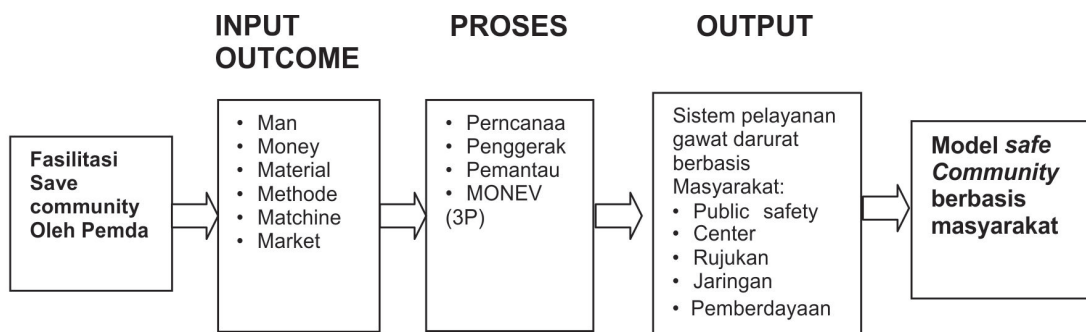 INPUT
OUTCOME
PROSES
OUTPUT
Fasilitasi
Save
community
Oleh Pemda
• Man
• Money
• Material
• Methode
• Matchine
• Market
• Perncanaa
• Penggerak
• Pemantau
• MONEV
(3P)
Sistem pelayanan
gawat darurat
berbasis
Masyarakat:
• Public safety
• Center
• Rujukan
• Jaringan
• Pemberdayaan
Model safe
Community
berbasis
masyarakat